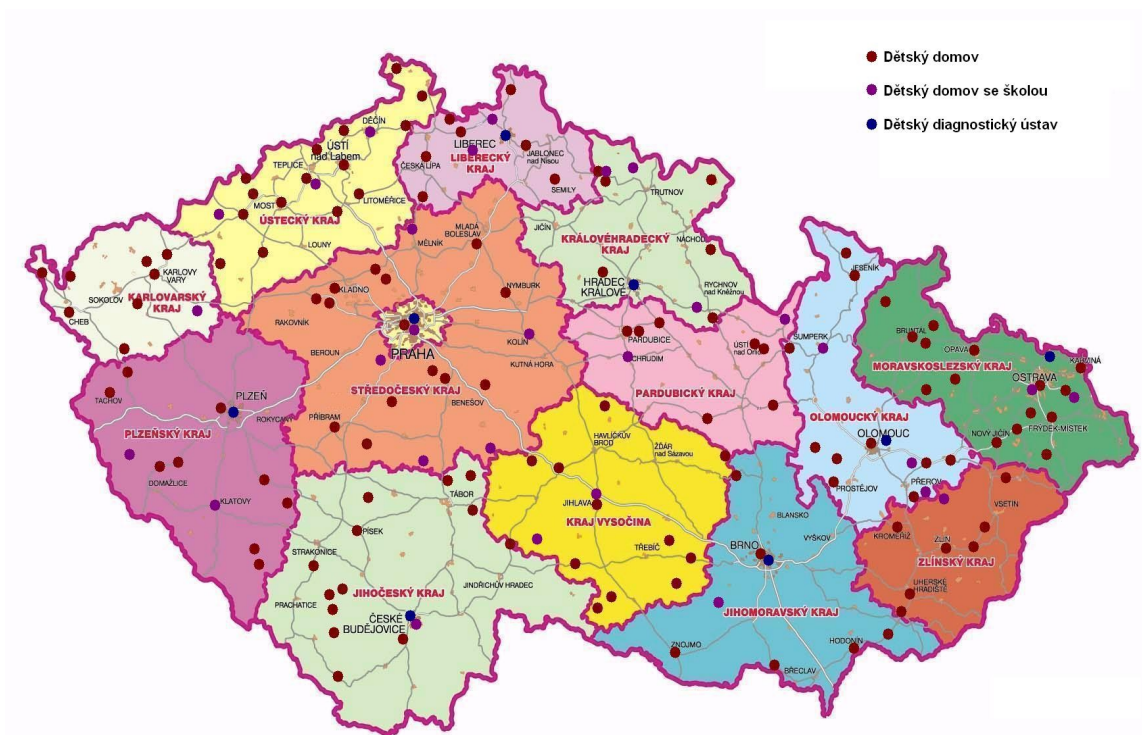 Dětský domov
Dětský domov se školou
Dětský diagnostický ústav
DĚČÍN
ÚSTÍ
nad Labem
TEPLICE
LIBEREC
LIBERECKÝ
KRAJ
JABLONEC
nad Nisou
ČESKÁ LÍPA
SEMILY
MOST
LITOMĚŘICE
ÚSTECKÝ KRAJ
LOUNY
TRUTNOV
JIČÍN
KRÁLOVÉHRADECKÝ
KRAJ
NÁCHOD
MLADÁ
BOLESLAV
MĚLNÍK
KARLOVY
VARY
SOKOLOV
KARLOVARSKÝ
KRAJ
CHEB
KLADNO
NYMBURK
HRADEC
KRÁLOVÉ
RYCHNOV
nad Kněžnou
JESENÍK
RAKOVNÍK
PRAHA
KOLÍN
BEROUN
KUTNÁ HORA
STŘEDOČESKÝ KRAJ
BENEŠOV
PŘÍBRAM
PARDUBICE
CHRUDIM
ÚSTÍ
nad Orlicí
PARDUBICKÝ KRAJ
ŠUMPERK
BRUNTÁL
OPAVA
KARVINÁ
MORAVSKOSLEZSKÝ KRAJ
OSTRAVA
FRÝDEK-MÍSTEK
NOVÝ JIČÍN
TACHOV
PLZEŇ
ROKYCANY
PLZEŇSKÝ KRAJ
DOMAŽLICE
KLATOVY
HAVLÍČKŮV
BROD
ŽĎÁR
nad Sázavou
OLOMOUCKÝ KRAJ
OLOMOUC
PROSTĚJOV
PŘEROV
VSETÍN
TÁBOR
PÍSEK
STRAKONICE
JIHLAVA
KRAJ VYSOČINA
TŘEBÍČ
BLANSKO
VYŠKOV
BRNO
KROMĚŘÍŽ
ZLÍN
ZLÍNSKÝ KRAJ
UHERSKÉ
HRADIŠTĚ
JIHOČESKÝ KRAJ
JINDŘICHŮV HRADEC
PRACHATICE
ČESKÉ
BUDĚJOVICE
JIHOMORAVSKÝ KRAJ
ZNOJMO
HODONÍN
BŘECLAV